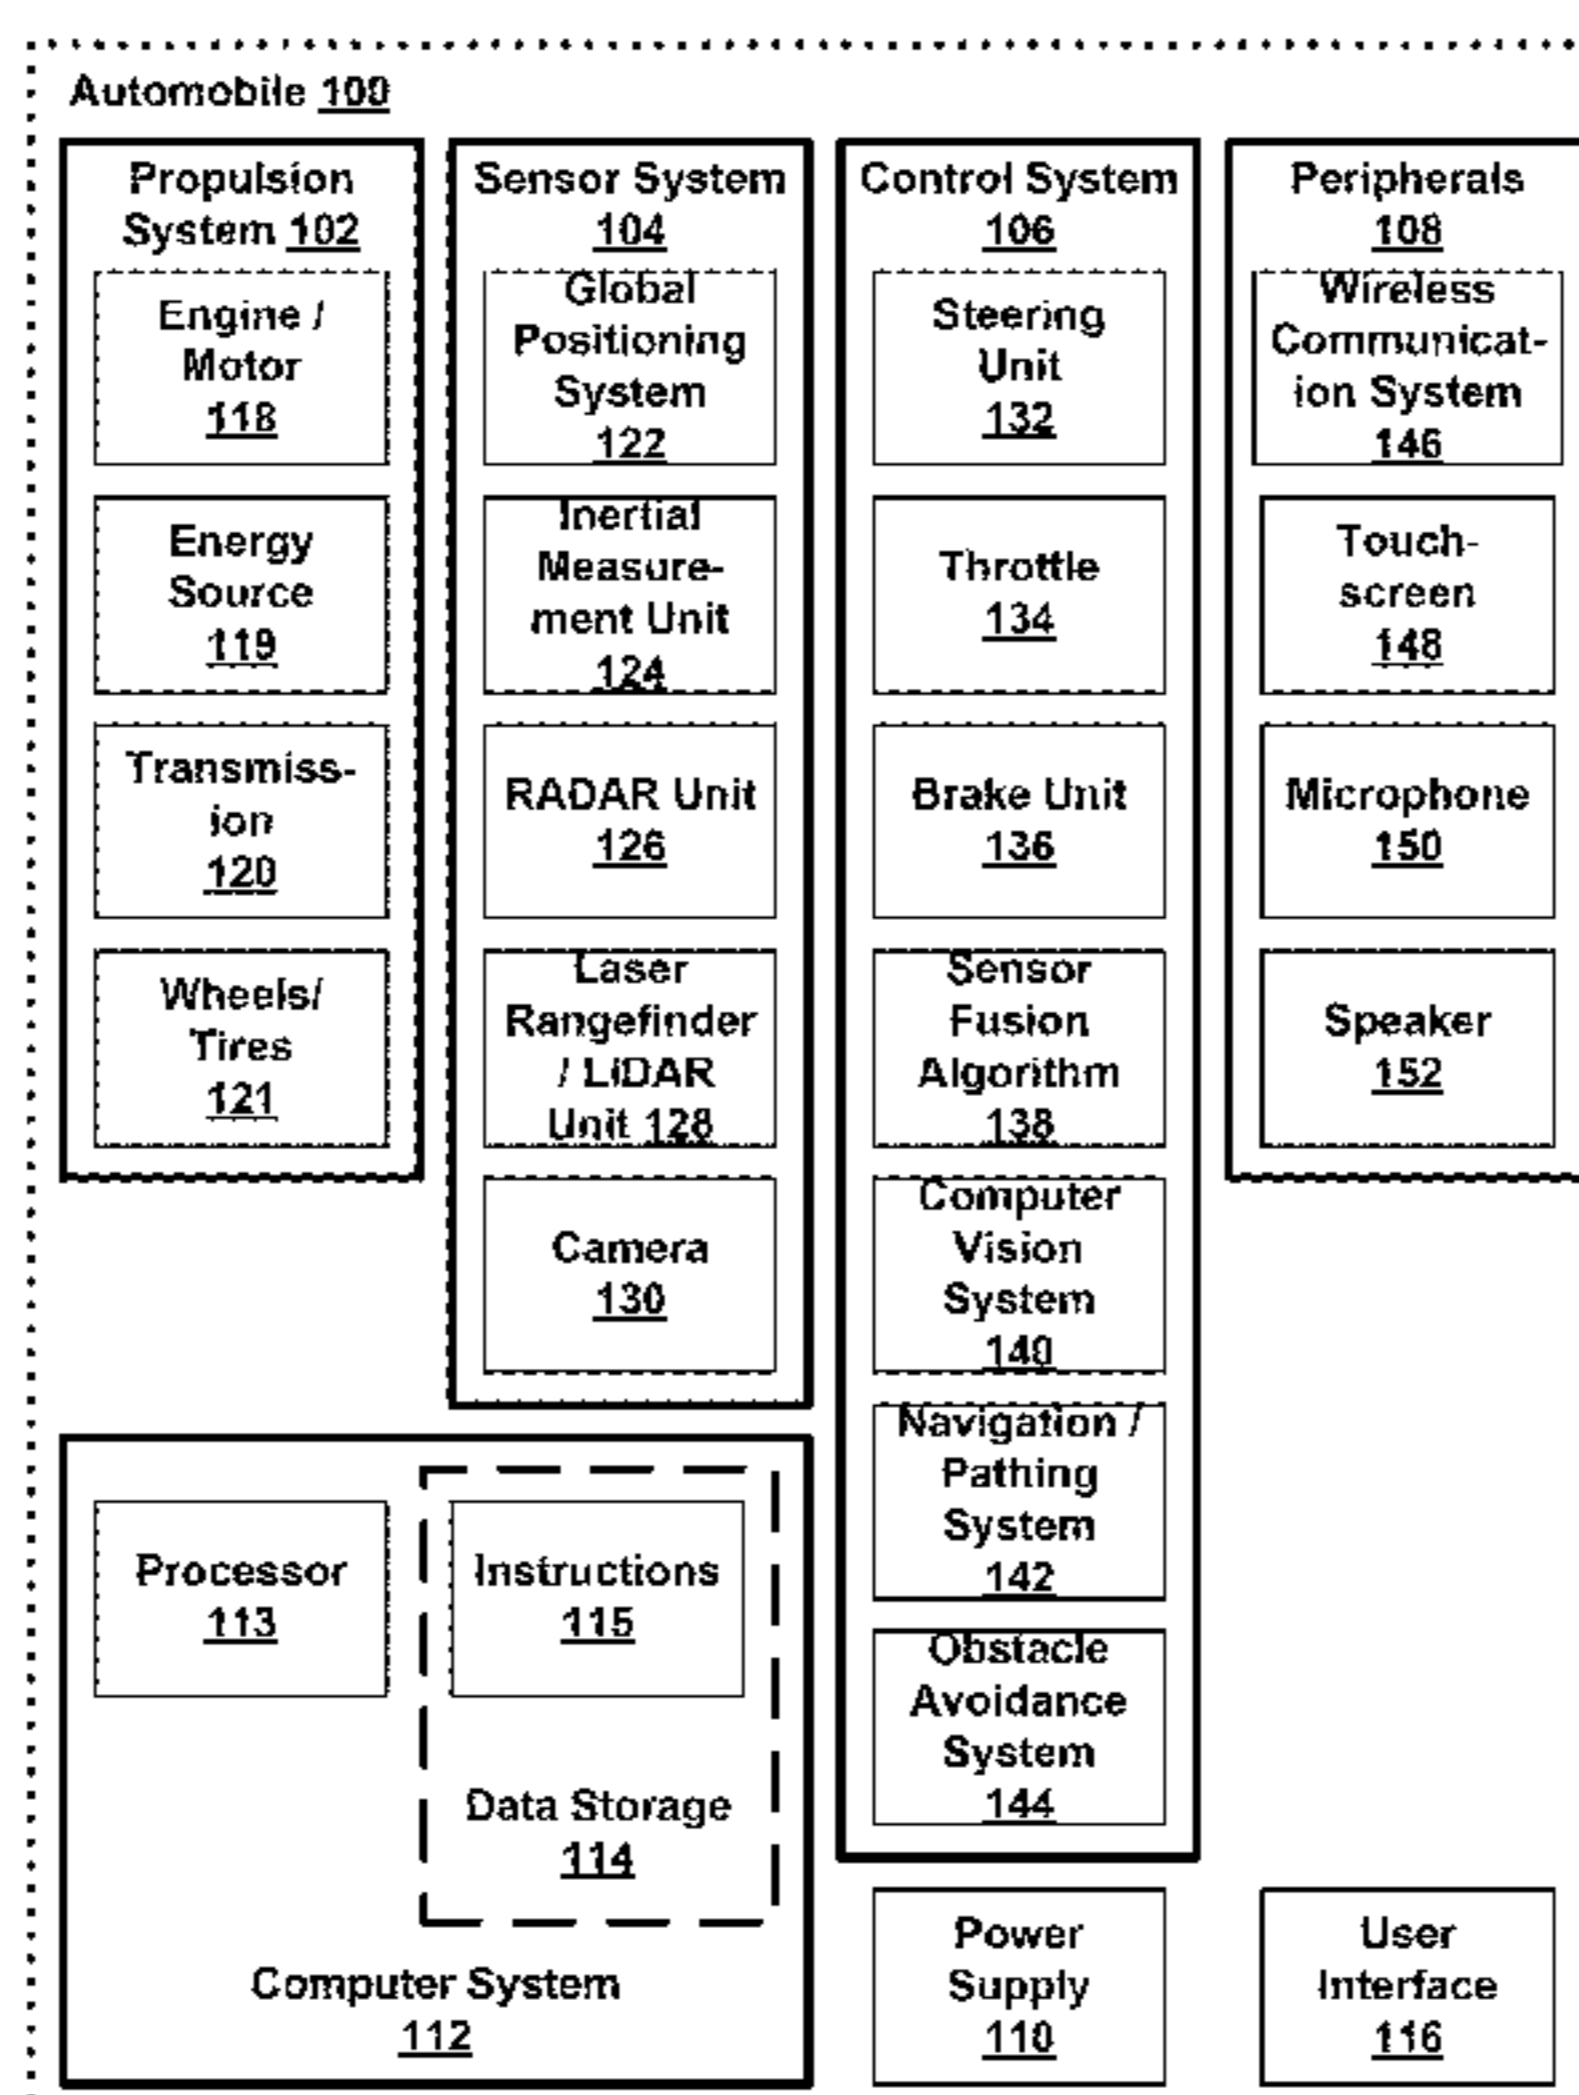 Automobile 100
Propulsion
System 102
Engine /
Motor
118
Energy
Source
119
Transmiss-
ion
120
Wheels/
Tires
121
Sensor System
104
Global
Positioning
System
122
Inertial
Measure-
ment Unit
124
RADAR Unit
126
Laser
Rangefinder
/ LIDAR
Unit 128
Camera
130
Control System
106
Steering
Unit
132
Throttle
134
Brake Unit
136
Sensor
Fusion
Algorithm
138
Computer
Vision
System
140
Navigation /
Pathing
System
142
Obstacle
Avoidance
System
144
Peripherals
108
Wireless
Communicat-
ion System
146
Touch-
screen
148
Microphone
150
Speaker
152
Processor
113
Instructions
115
Data Storage
114
Computer System
112
Power
Supply
110
User
Interface
116